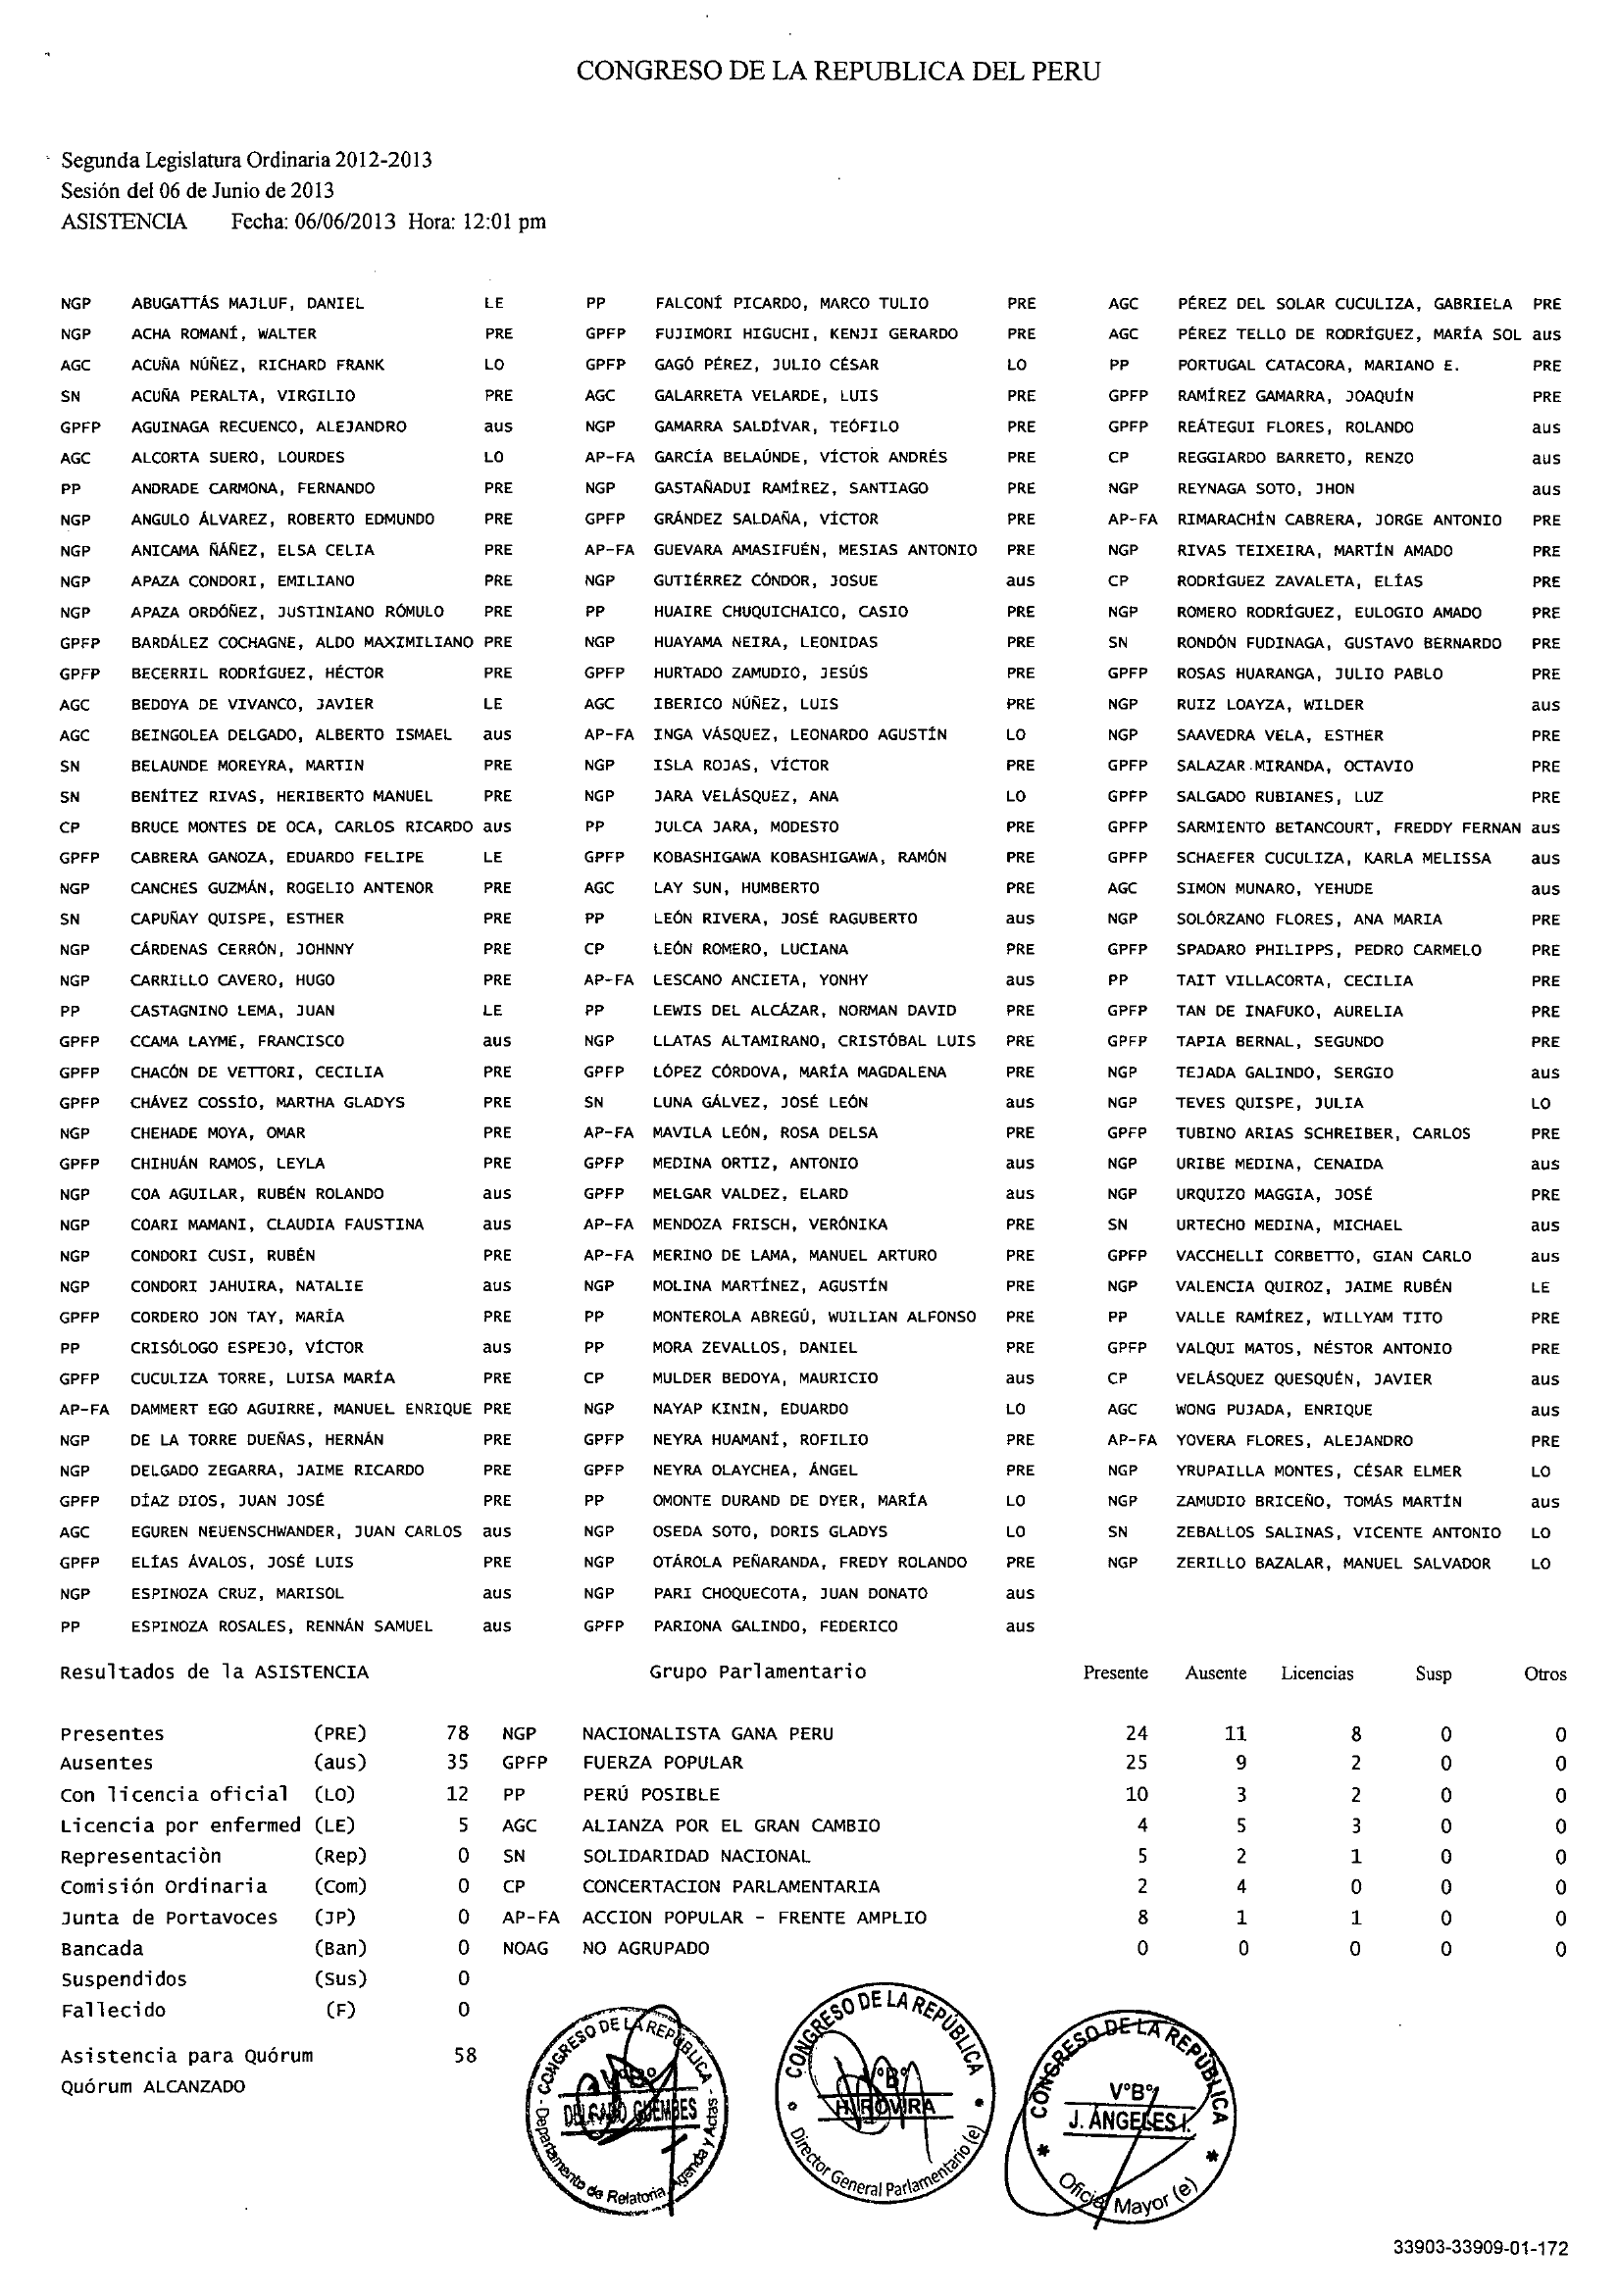 CONGRESO DE LA REPUBLICA DEL PERU
Segunda Legislatura Ordinaria 2012-2013
Sesión del 06 de Junio de 2013
ASISTENCIA Fecha: 06/06/2013 Hora: 12:01 pm
NGP ABUGATTÁS MAJLUF, DANIEL LE PP FALCONÍ PICARDO, MARCO TULIO PRE AGC PÉREZ DEL SOLAR CUCULIZA, GABRIELA PRE
NGP ACHA ROMANÍ, WALTER PRE GPFP FUJIMORI HIGUCHI, KENJI GERARDO PRE AGC PÉREZ TELLO DE RODRÍGUEZ, MARÍA SOL aus
AGC ACUÑA NÚÑEZ, RICHARD FRANK LO GPFP GAGÓ PÉREZ, JULIO CÉSAR LO PP PORTUGAL CATACORA, MARIANO E. PRE
SN ACUÑA PERALTA, VIRGILIO PRE AGC GALARRETA VELARDE, LUIS PRE GPFP RAMÍREZ GAMARRA, JOAQUÍN PRE
GPFP AGUINAGA RECUENCO, ALEJANDRO aus NGP GAMARRA SALDÍVAR, TEÓFILO PRE GPFP REÁTEGUI FLORES, ROLANDO aus
AGC ALCORTA SUERO, LOURDES LO AP-FA GARCÍA BELAÚNDE, VÍCTOR ANDRÉS PRE CP REGGIARDO BARRETO, RENZO aus
PP ANDRADE CARMONA, FERNANDO PRE NGP GASTAÑADUI RAMÍREZ, SANTIAGO PRE NGP REYNAGA SOTO, JHON aus
NGP ANGULO ÁLVAREZ, ROBERTO EDMUNDO PRE GPFP GRÁNDEZ SALDAÑA, VÍCTOR PRE AP-FA RIMARACHÍN CABRERA, JORGE ANTONIO PRE
NGP ANICAMA ÑÁÑEZ, ELSA CELIA PRE AP-FA GUEVARA AMASIFUÉN, MESIAS ANTONIO PRE NGP RIVAS TEIXEIRA, MARTÍN AMADO PRE
NGP APAZA CONDORI, EMILIANO PRE NGP GUTIÉRREZ CÓNDOR, JOSUE aus CP RODRÍGUEZ ZAVALETA, ELÍAS PRE
NGP APAZA ORDÓÑEZ, JUSTINIANO RÓMULO PRE PP HUAIRE CHUQUICHAICO, CASIO PRE NGP ROMERO RODRÍGUEZ, EULOGIO AMADO PRE
GPFP BARDÁLEZ COCHAGNE, ALDO MAXIMILIANO PRE NGP HUAYAMA NEIRA, LEONIDAS PRE SN RONDÓN FUDINAGA, GUSTAVO BERNARDO PRE
GPFP BECERRIL RODRÍGUEZ, HÉCTOR PRE GPFP HURTADO ZAMUDIO, JESÚS PRE GPFP ROSAS HUARANGA, JULIO PABLO PRE
AGC BEDOYA DE VIVANCO, JAVIER LE AGC IBERICO NÚÑEZ, LUIS PRE NGP RUIZ LOAYZA, WILDER aus
AGC BEINGOLEA DELGADO, ALBERTO ISMAEL aus AP-FA INGA VÁSQUEZ, LEONARDO AGUSTÍN LO NGP SAAVEDRA VELA, ESTHER PRE
SN BELAUNDE MOREYRA, MARTIN PRE NGP ISLA ROJAS, VÍCTOR PRE GPFP SALAZAR MIRANDA, OCTAVIO PRE
SN BENÍTEZ RIVAS, HERIBERTO MANUEL PRE NGP JARA VELÁSQUEZ, ANA LO GPFP SALGADO RUBIANES, LUZ PRE
CP BRUCE MONTES DE OCA, CARLOS RICARDO aus PP JULCA JARA, MODESTO PRE GPFP SARMIENTO BETANCOURT, FREDDY FERNAN aus
GPFP CABRERA GANOZA, EDUARDO FELIPE LE GPFP KOBASHIGAWA KOBASHIGAWA, RAMÓN PRE GPFP SCHAEFER CUCULIZA, KARLA MELISSA aus
NGP CANCHES GUZMÁN, ROGELIO ANTENOR PRE AGC LAY SUN, HUMBERTO PRE AGC SIMON MUNARO, YEHUDE aus
SN CAPUÑAY QUISPE, ESTHER PRE PP LEÓN RIVERA, JOSÉ RAGUBERTO aus NGP SOLÓRZANO FLORES, ANA MARIA PRE
NGP CÁRDENAS CERRÓN, JOHNNY PRE CP LEÓN ROMERO, LUCIANA PRE GPFP SPADARO PHILIPPS, PEDRO CARMELO PRE
NGP CARRILLO CAVERO, HUGO PRE AP-FA LESCANO ANCIETA, YONHY aus PP TAIT VILLACORTA, CECILIA PRE
PP CASTAGNINO LEMA, JUAN LE PP LEWIS DEL ALCÁZAR, NORMAN DAVID PRE GPFP TAN DE INAFUKO, AURELIA PRE
GPFP CCAMA LAYME, FRANCISCO aus NGP LLATAS ALTAMIRANO, CRISTÓBAL LUIS PRE GPFP TAPIA BERNAL, SEGUNDO PRE
GPFP CHACÓN DE VETTORI, CECILIA PRE GPFP LÓPEZ CÓRDOVA, MARÍA MAGDALENA PRE NGP TEJADA GALINDO, SERGIO aus
GPFP CHÁVEZ COSSÍO, MARTHA GLADYS PRE SN LUNA GÁLVEZ, JOSÉ LEÓN aus NGP TEVES QUISPE, JULIA LO
NGP CHEHADE MOYA, OMAR PRE AP-FA MAVILA LEÓN, ROSA DELSA PRE GPFP TUBINO ARIAS SCHREIBER, CARLOS PRE
GPFP CHIHUÁN RAMOS, LEYLA PRE GPFP MEDINA ORTIZ, ANTONIO aus NGP URIBE MEDINA, CENAIDA aus
NGP COA AGUILAR, RUBÉN ROLANDO aus GPFP MELGAR VALDEZ, ELARD aus NGP URQUIZO MAGGIA, JOSÉ PRE
NGP COARI MAMANI, CLAUDIA FAUSTINA aus AP-FA MENDOZA FRISCH, VERÓNIKA PRE SN URTECHO MEDINA, MICHAEL aus
NGP CONDORI CUSI, RUBÉN PRE AP-FA MERINO DE LAMA, MANUEL ARTURO PRE GPFP VACCHELLI CORBETTO, GIAN CARLO aus
NGP CONDORI JAHUIRA, NATALIE aus NGP MOLINA MARTÍNEZ, AGUSTÍN PRE NGP VALENCIA QUIROZ, JAIME RUBÉN LE
GPFP CORDERO JON TAY, MARÍA PRE PP MONTEROLA ABREGÚ, WUILIAN ALFONSO PRE PP VALLE RAMÍREZ, WILLYAM TITO PRE
PP CRISÓLOGO ESPEJO, VÍCTOR aus PP MORA ZEVALLOS, DANIEL PRE GPFP VALQUI MATOS, NÉSTOR ANTONIO PRE
GPFP CUCULIZA TORRE, LUISA MARÍA PRE CP MULDER BEDOYA, MAURICIO aus CP VELÁSQUEZ QUESQUÉN, JAVIER aus
AP-FA DAMMERT EGO AGUIRRE, MANUEL ENRIQUE PRE NGP NAYAP KININ, EDUARDO LO AGC WONG PUJADA, ENRIQUE aus
NGP DE LA TORRE DUEÑAS, HERNÁN PRE GPFP NEYRA HUAMANÍ, ROFILIO PRE AP-FA YOVERA FLORES, ALEJANDRO PRE
NGP DELGADO ZEGARRA, JAIME RICARDO PRE GPFP NEYRA OLAYCHEA, ÁNGEL PRE NGP YRUPAILLA MONTES, CÉSAR ELMER LO
GPFP DÍAZ DIOS, JUAN JOSÉ PRE PP OMONTE DURAND DE DYER, MARÍA LO NGP ZAMUDIO BRICEÑO, TOMÁS MARTÍN aus
AGC EGUREN NEUENSCHWANDER, JUAN CARLOS aus NGP OSEDA SOTO, DORIS GLADYS LO SN ZEBALLOS SALINAS, VICENTE ANTONIO LO
GPFP ELÍAS ÁVALOS, JOSÉ LUIS PRE NGP OTÁROLA PEÑARANDA, FREDY ROLANDO PRE NGP ZERILLO BAZALAR, MANUEL SALVADOR LO
NGP ESPINOZA CRUZ, MARISOL aus NGP PARI CHOQUECOTA, JUAN DONATO aus
PP ESPINOZA ROSALES, RENNÁN SAMUEL aus GPFP PARIONA GALINDO, FEDERICO aus
Resultados de la ASISTENCIA Grupo Parlamentario Presente Ausente Licencias Susp Otros
Presentes (PRE) 78 NGP NACIONALISTA GANA PERU 24 11 8 0 0
Ausentes (aus) 35 GPFP FUERZA POPULAR 25 9 2 0 0
Con licencia oficial (LO) 12 PP PERÚ POSIBLE 10 3 2 0 0
Licencia por enfermed (LE) 5 AGC ALIANZA POR EL GRAN CAMBIO 4 5 3 0 0
Representaciòn (Rep) 0 SN SOLIDARIDAD NACIONAL 5 2 1 0 0
Comisión Ordinaria (Com) 0 CP CONCERTACION PARLAMENTARIA 2 4 0 0 0
Junta de Portavoces (JP) 0 AP-FA ACCION POPULAR - FRENTE AMPLIO 8 1 1 0 0
Bancada (Ban) 0 NOAG NO AGRUPADO 0 0 0 0 0
Suspendidos (Sus) 0
Fallecido (F) 0
Asistencia para Quórum 58
Quórum ALCANZADO
CONGRESO DE LA REPUBLICA
V°B°
DELGADO GUEMBES
Departamento de Relatoria Agenda y Actas
CONGRESO DE LA REPÚBLICA
V°B°
H. ROVIRA
Director General Parlamentario (e)
CONGRESO DE LA REPÚBLICA
V°B°
J. ÁNGELES I.
Oficial Mayor (e)
33903-33909-01-172